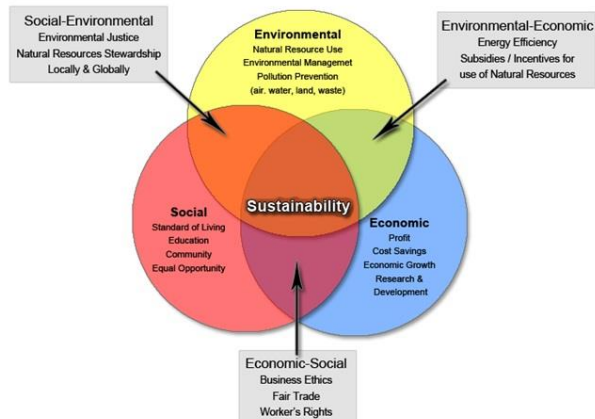 Social-Environmental
Environmental Justice
Natural Resources Stewardship
Locally & Globally
Environmental
Natural Resource Use
Environmental Managemet
Pollution Prevention
(air. water, land, waste)
Environmental-Economic
Energy Efficiency
Subsidies / Incentives for
use of Natural Resources
Sustainability
Social
Standard of Living
Education
Community
Equal Opportunity
Economic
Profit
Cost Savings
Economic Growth
Research &
Development
Economic-Social
Business Ethics
Fair Trade
Worker's Rights